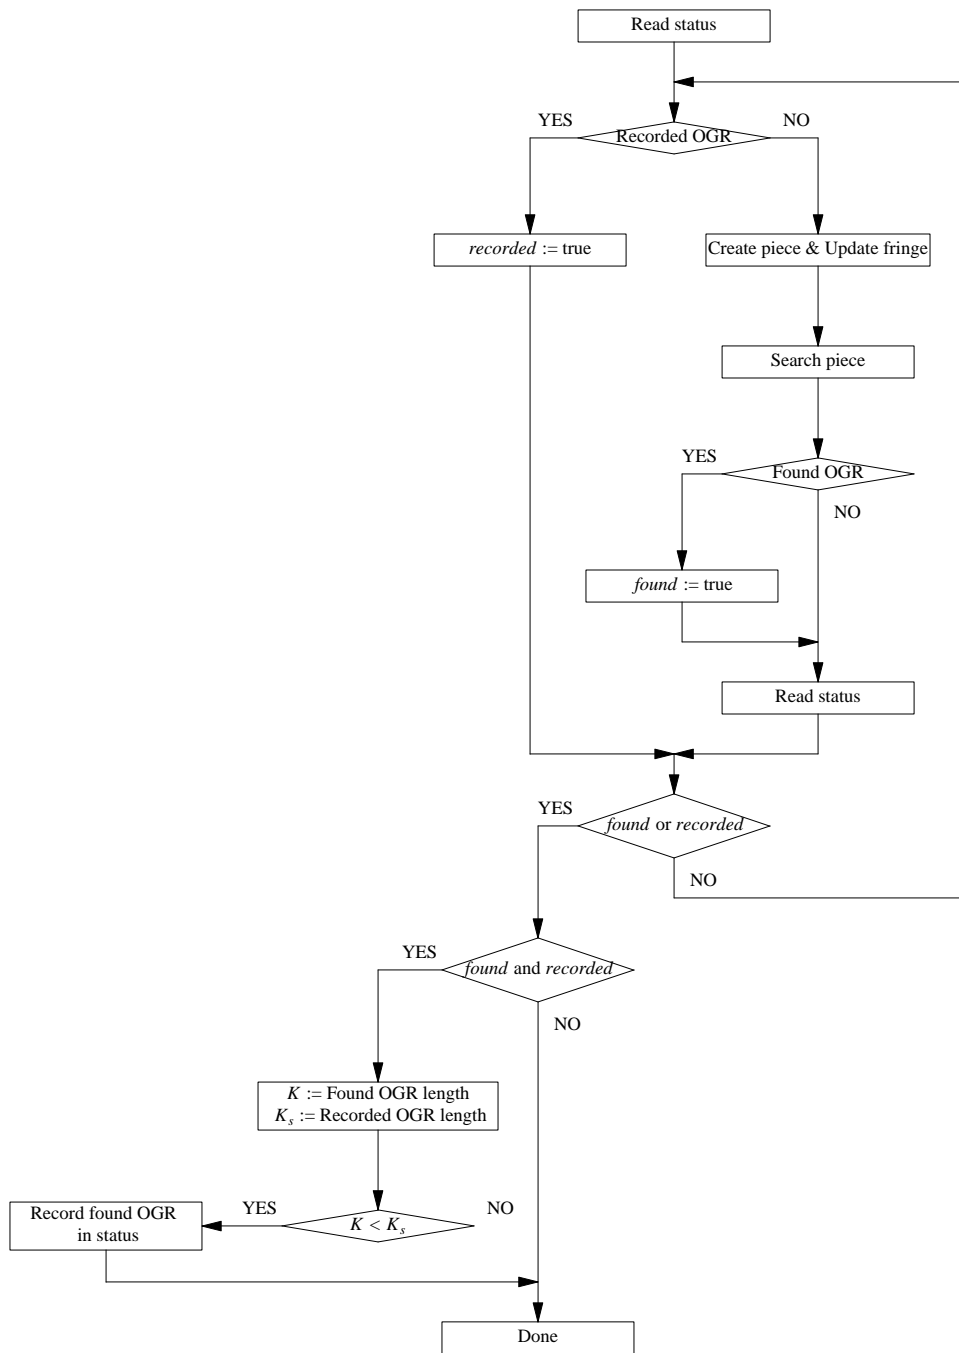 Read status
YES
NO
Recorded OGR
recorded := true
Create piece & Update fringe
Search piece
YES
Found OGR
NO
found := true
Read status
YES
found or recorded
NO
YES
found and recorded
NO
K := Found OGR length
Kₛ := Recorded OGR length
YES
NO
Record found OGR
in status
K < Kₛ
Done